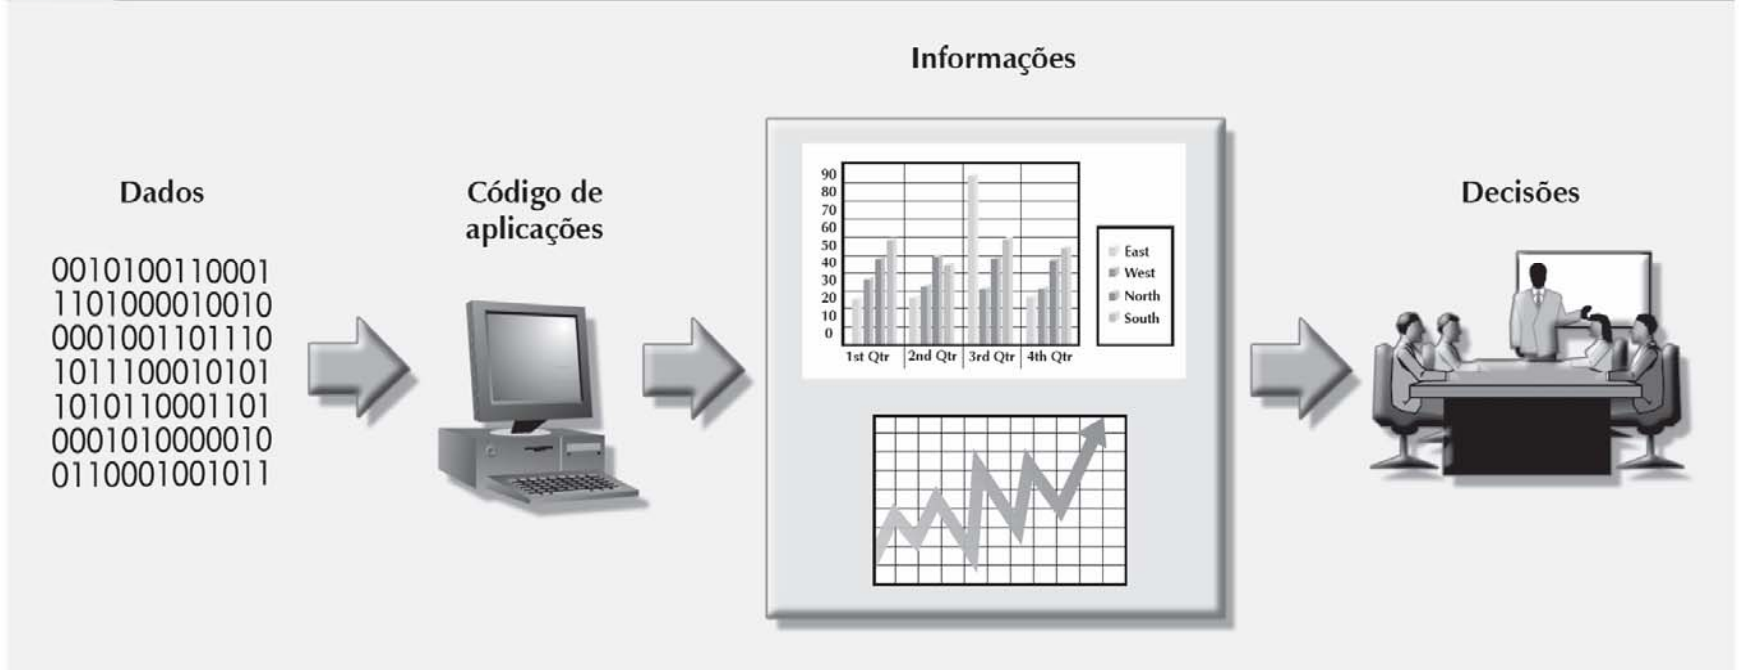 Dados
0010100110001
1101000010010
0001001101110
1011100010101
1010110001101
0001010000010
0110001001011
Código de
aplicações
Informações
90
80
70
60
50
40
30
20
10
0
1st Qtr 2nd Qtr 3rd Qtr 4th Qtr
East
West
North
South
Decisões